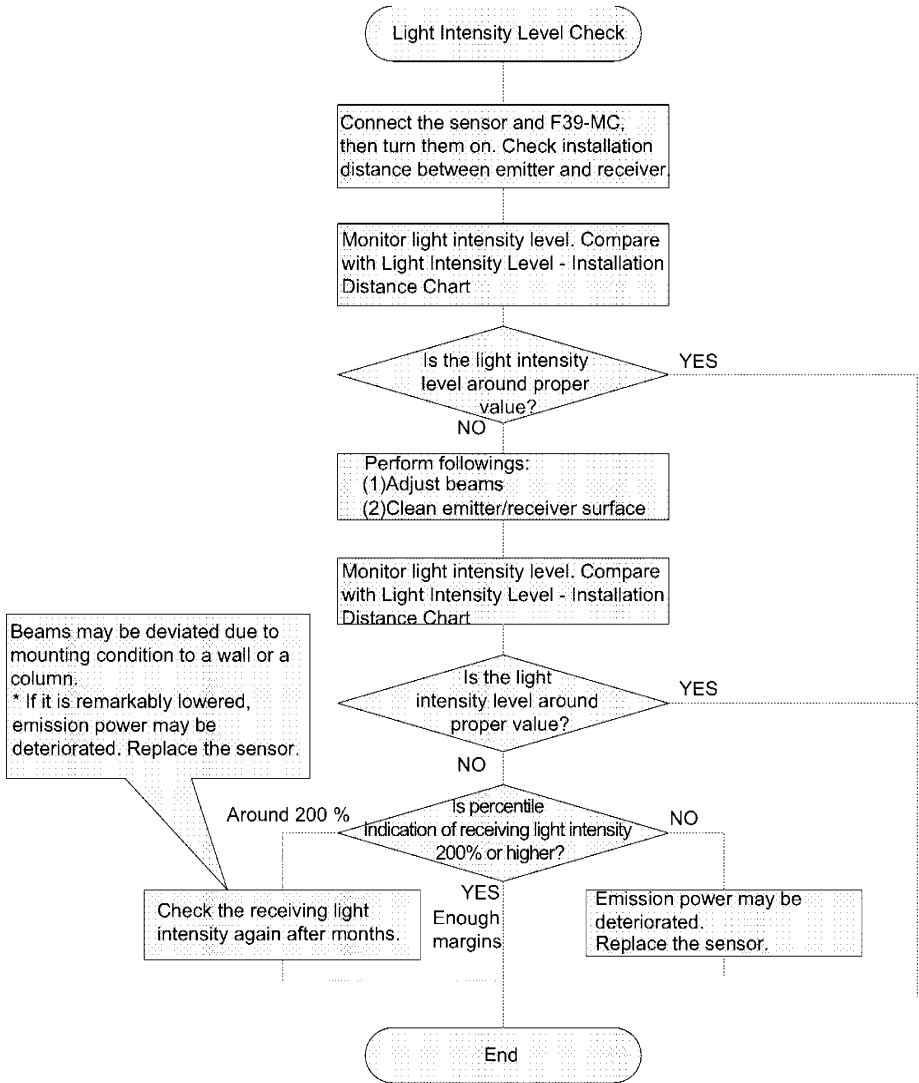 Light Intensity Level Check
Connect the sensor and F39-MC,
then turn them on. Check installation
distance between emitter and receiver.
Monitor light intensity level. Compare
with Light Intensity Level - Installation
Distance Chart
Is the light intensity
level around proper
value?
YES
NO
Perform followings:
(1)Adjust beams
(2)Clean emitter/receiver surface
Monitor light intensity level. Compare
with Light Intensity Level - Installation
Distance Chart
Beams may be deviated due to
mounting condition to a wall or a
column.
* If it is remarkably lowered,
emission power may be
deteriorated. Replace the sensor.
Is the light
intensity level around
proper value?
YES
NO
Around 200 %
Is percentile
indication of receiving light intensity
200% or higher?
NO
YES
Enough
margins
Check the receiving light
intensity again after months.
Emission power may be
deteriorated.
Replace the sensor.
End